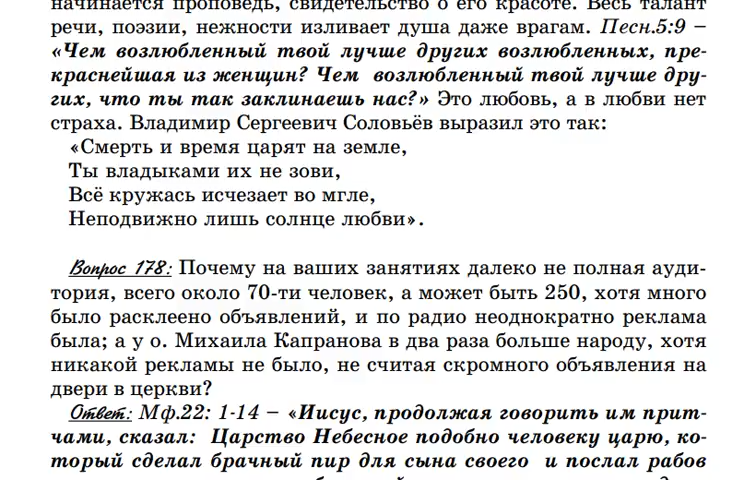 начинается проповедь, свидетельство о его красоте. Весь талант
речи, поэзии, нежности изливает душа даже врагам. Песн.5:9 –
«Чем возлюбленный твой лучше других возлюбленных, пре-
краснейшая из женщин? Чем возлюбленный твой лучше дру-
гих, что ты так заклинаешь нас?» Это любовь, а в любви нет
страха. Владимир Сергеевич Соловьёв выразил это так:
«Смерть и время царят на земле,
Ты владыками их не зови,
Всё кружась исчезает во мгле,
Неподвижно лишь солнце любви».
Вопрос 178: Почему на ваших занятиях далеко не полная ауди-
тория, всего около 70-ти человек, а может быть 250, хотя много
было расклеено объявлений, и по радио неоднократно реклама
была; а у о. Михаила Капранова в два раза больше народу, хотя
никакой рекламы не было, не считая скромного объявления на
двери в церкви?
Ответ: Мф.22: 1-14 – «Иисус, продолжая говорить им прит-
чами, сказал: Царство Небесное подобно человеку царю, ко-
торый сделал брачный пир для сына своего и послал рабов